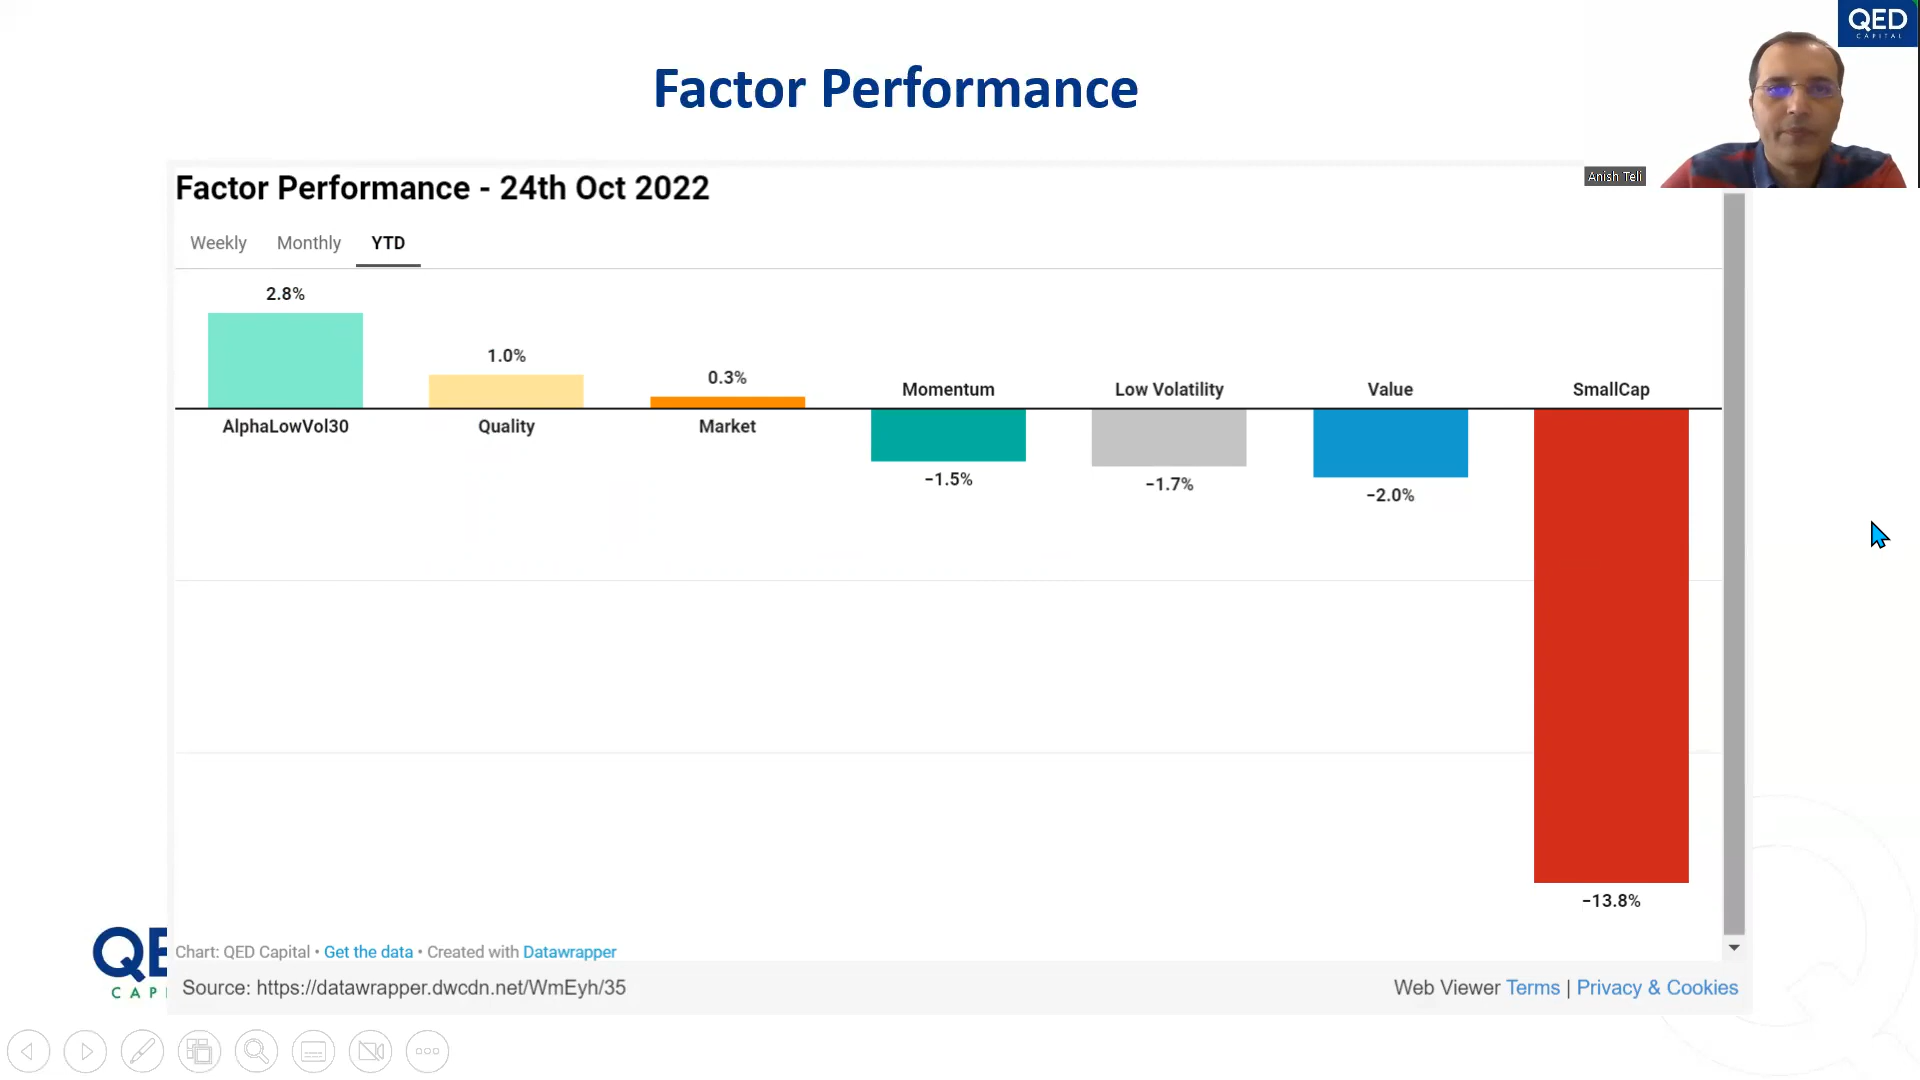 QED
CAPITAL
Factor Performance
Anish Teli
Factor Performance - 24th Oct 2022
Weekly Monthly YTD
2.8%
1.0%
0.3%
Momentum Low Volatility Value SmallCap
AlphaLowVol30 Quality Market
−1.5%
−1.7%
−2.0%
−13.8%
QE
CAP
Chart: QED Capital • Get the data • Created with Datawrapper
Source: https://datawrapper.dwcdn.net/WmEyh/35
Web Viewer Terms | Privacy & Cookies